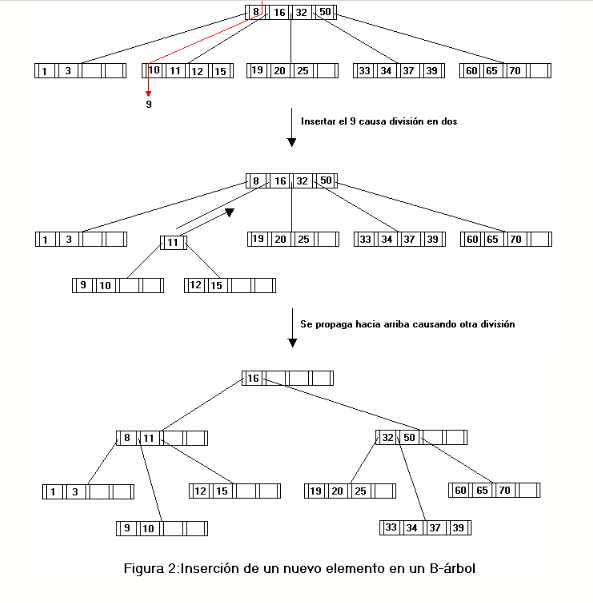 8 16 32 50
1 3
10 11 12 15
19 20 25
33 34 37 39
60 65 70
9
Insertar el 9 causa división en dos
8 16 32 50
1 3
11
19 20 25
33 34 37 39
60 65 70
9 10
12 15
Se propaga hacia arriba causando otra división
16
8 11
32 50
1 3
12 15
19 20 25
60 65 70
9 10
33 34 37 39
Figura 2:Inserción de un nuevo elemento en un B-árbol